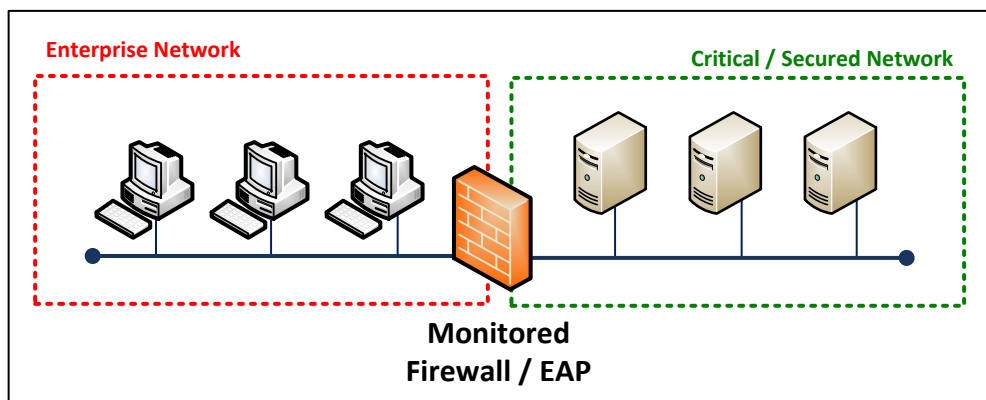 Enterprise Network
Critical / Secured Network
Monitored
Firewall / EAP